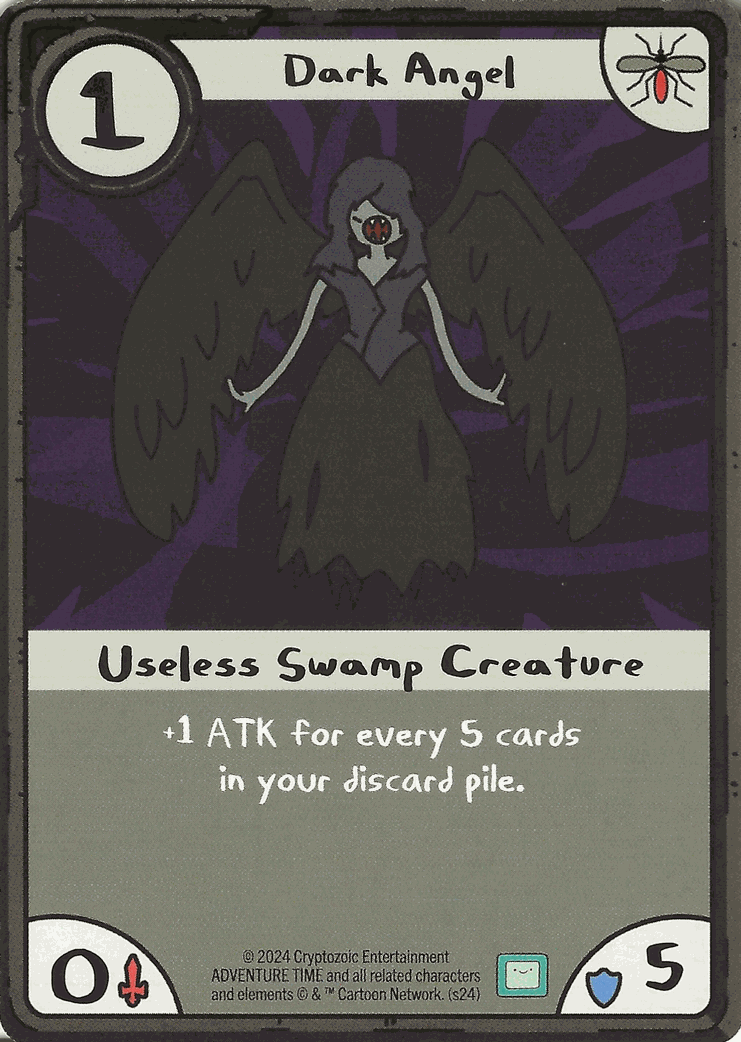 1
Dark Angel
Useless Swamp Creature
+1 ATK for every 5 cards
in your discard pile.
0
© 2024 Cryptozoic Entertainment
ADVENTURE TIME and all related characters
and elements © & ™ Cartoon Network. (s24)
5